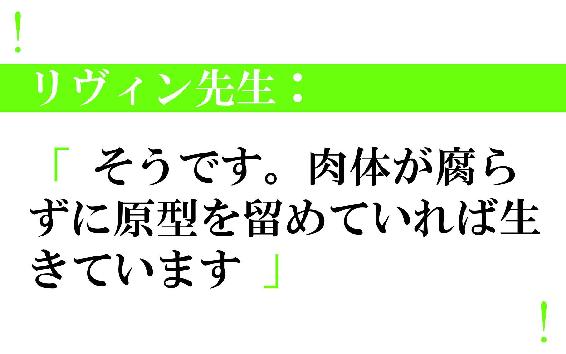 !
リヴィン先生：
「 そうです。肉体が腐ら
ずに原型を留めていれば生
きています 」
!